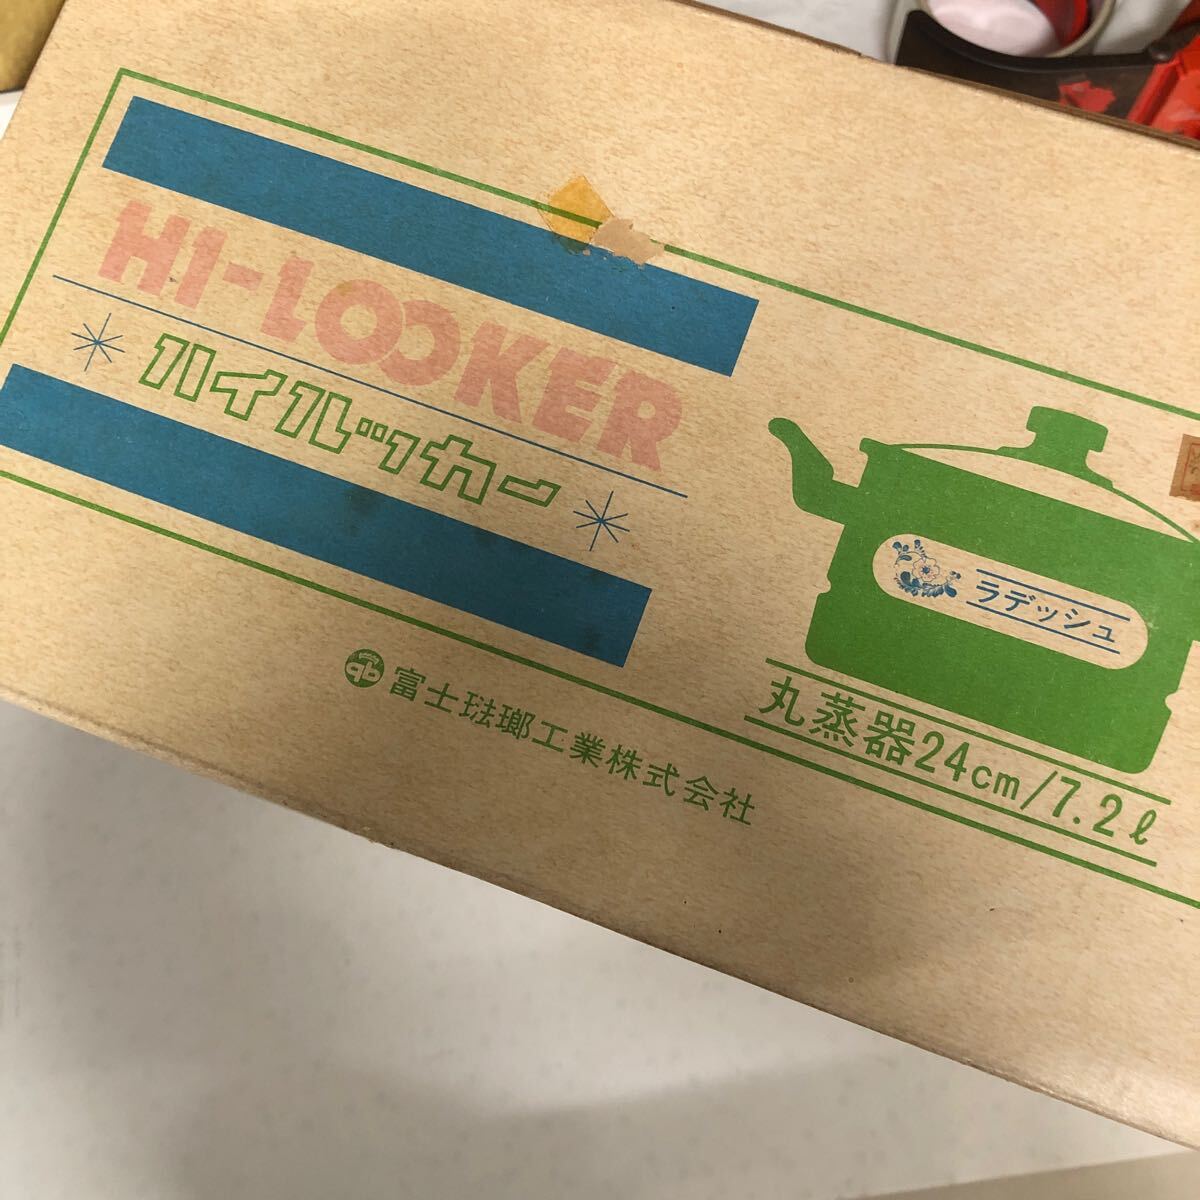 HI-LOOKER
ハイルッカー
富士琺瑯工業株式会社
ラデッシュ
丸蒸器24cm/7.2ℓ